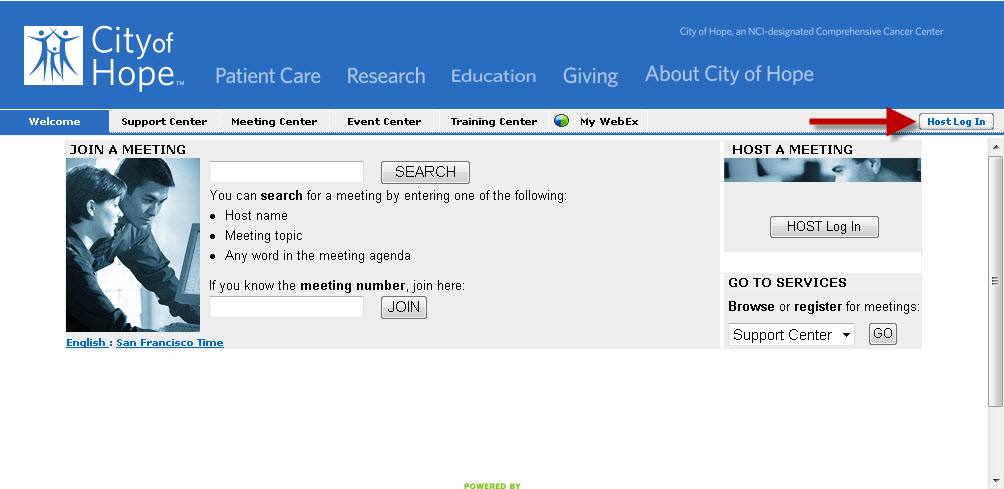 City of Hope, an NCI-designated Comprehensive Cancer Center
City of
Hope™
Patient Care Research Education Giving About City of Hope
Welcome Support Center Meeting Center Event Center Training Center My WebEx Host Log In
JOIN A MEETING
SEARCH
You can search for a meeting by entering one of the following:
• Host name
• Meeting topic
• Any word in the meeting agenda
If you know the meeting number, join here:
JOIN
English : San Francisco Time
HOST A MEETING
HOST Log In
GO TO SERVICES
Browse or register for meetings:
Support Center GO
POWERED BY